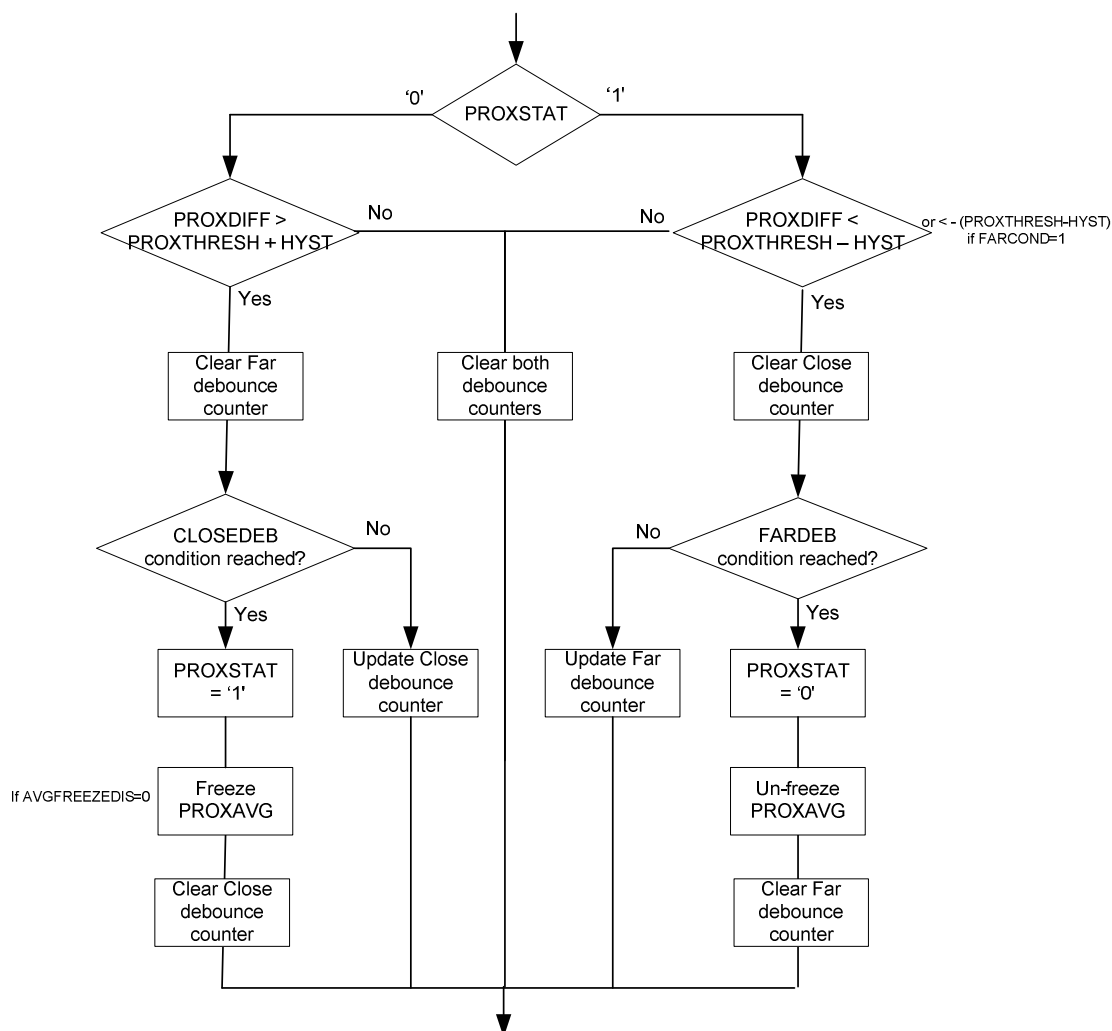 ‘0’
PROXSTAT
‘1’
PROXDIFF >
PROXTHRESH + HYST
No
No
PROXDIFF <
PROXTHRESH – HYST
or < - (PROXTHRESH-HYST)
if FARCOND=1
Yes
Yes
Clear Far
debounce
counter
Clear both
debounce
counters
Clear Close
debounce
counter
CLOSEDEB
condition reached?
No
No
FARDEB
condition reached?
Yes
Yes
PROXSTAT
= ‘1’
Update Close
debounce
counter
Update Far
debounce
counter
PROXSTAT
= ‘0’
If AVGFREEZEDIS=0
Freeze
PROXAVG
Un-freeze
PROXAVG
Clear Close
debounce
counter
Clear Far
debounce
counter